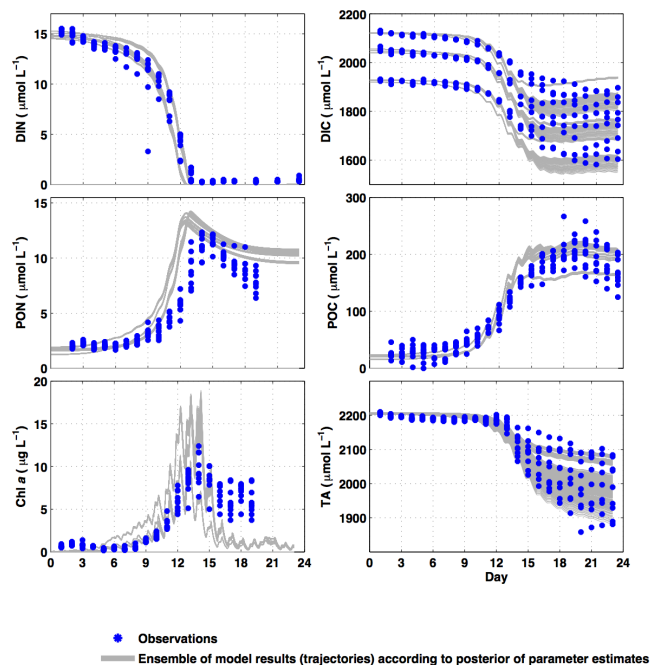 DIN ( μmol L⁻¹)
15
10
5
0
DIC ( μmol L⁻¹)
2200
2100
2000
1900
1800
1600
PON ( μmol L⁻¹)
15
10
5
0
POC ( μmol L⁻¹)
300
200
100
0
Chl a ( μg L⁻¹)
20
15
10
5
0
0 3 6 9 12 15 18 21 24
TA ( μmol L⁻¹)
2200
2100
2000
1900
0 3 6 9 12 15 18 21 24
Day
Observations
Ensemble of model results (trajectories) according to posterior of parameter estimates